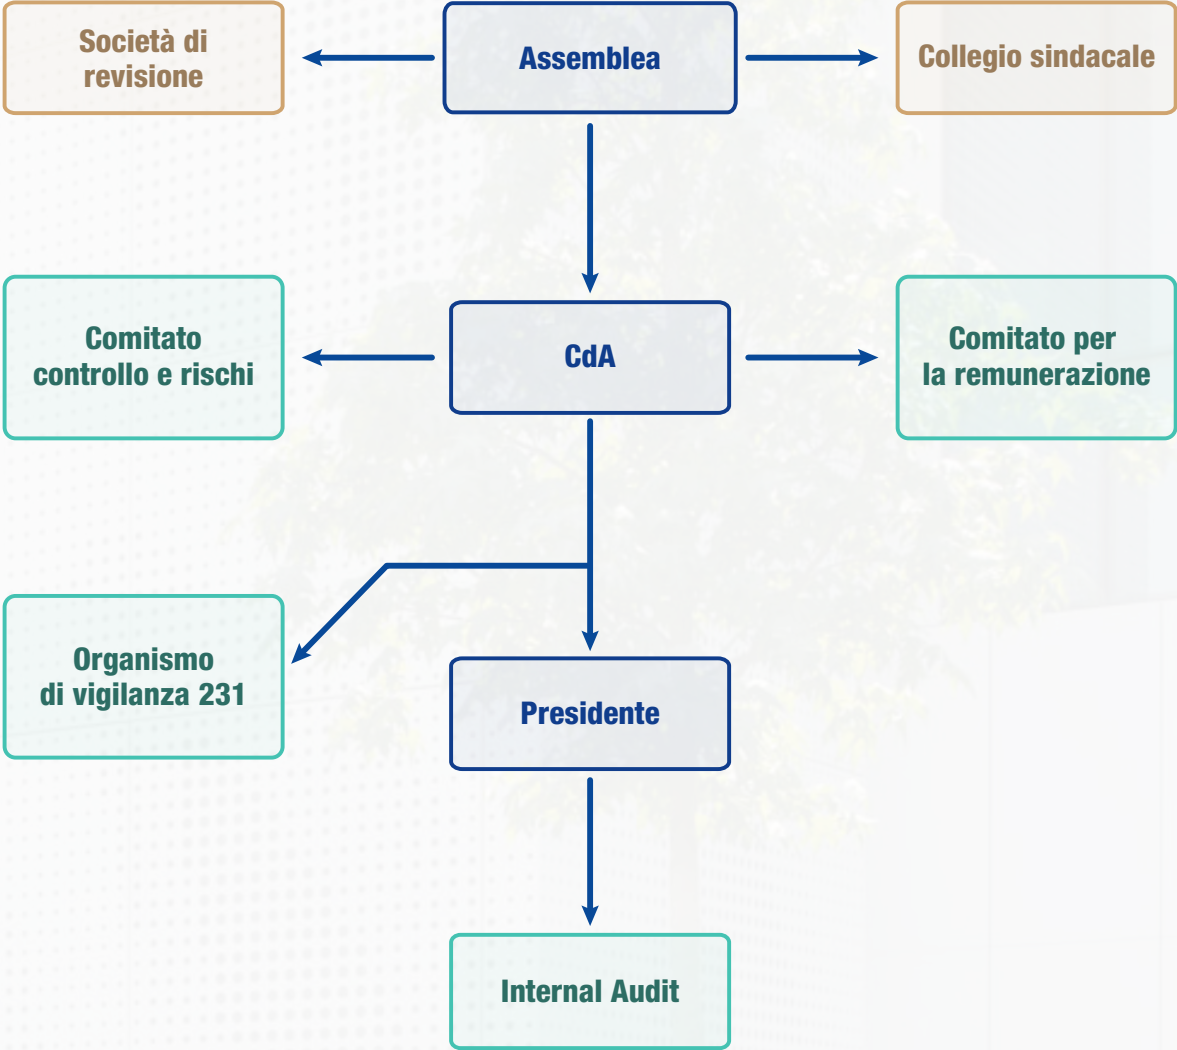 Società di
revisione
Assemblea
Collegio sindacale
Comitato
controllo e rischi
CdA
Comitato per
la remunerazione
Organismo
di vigilanza 231
Presidente
Internal Audit